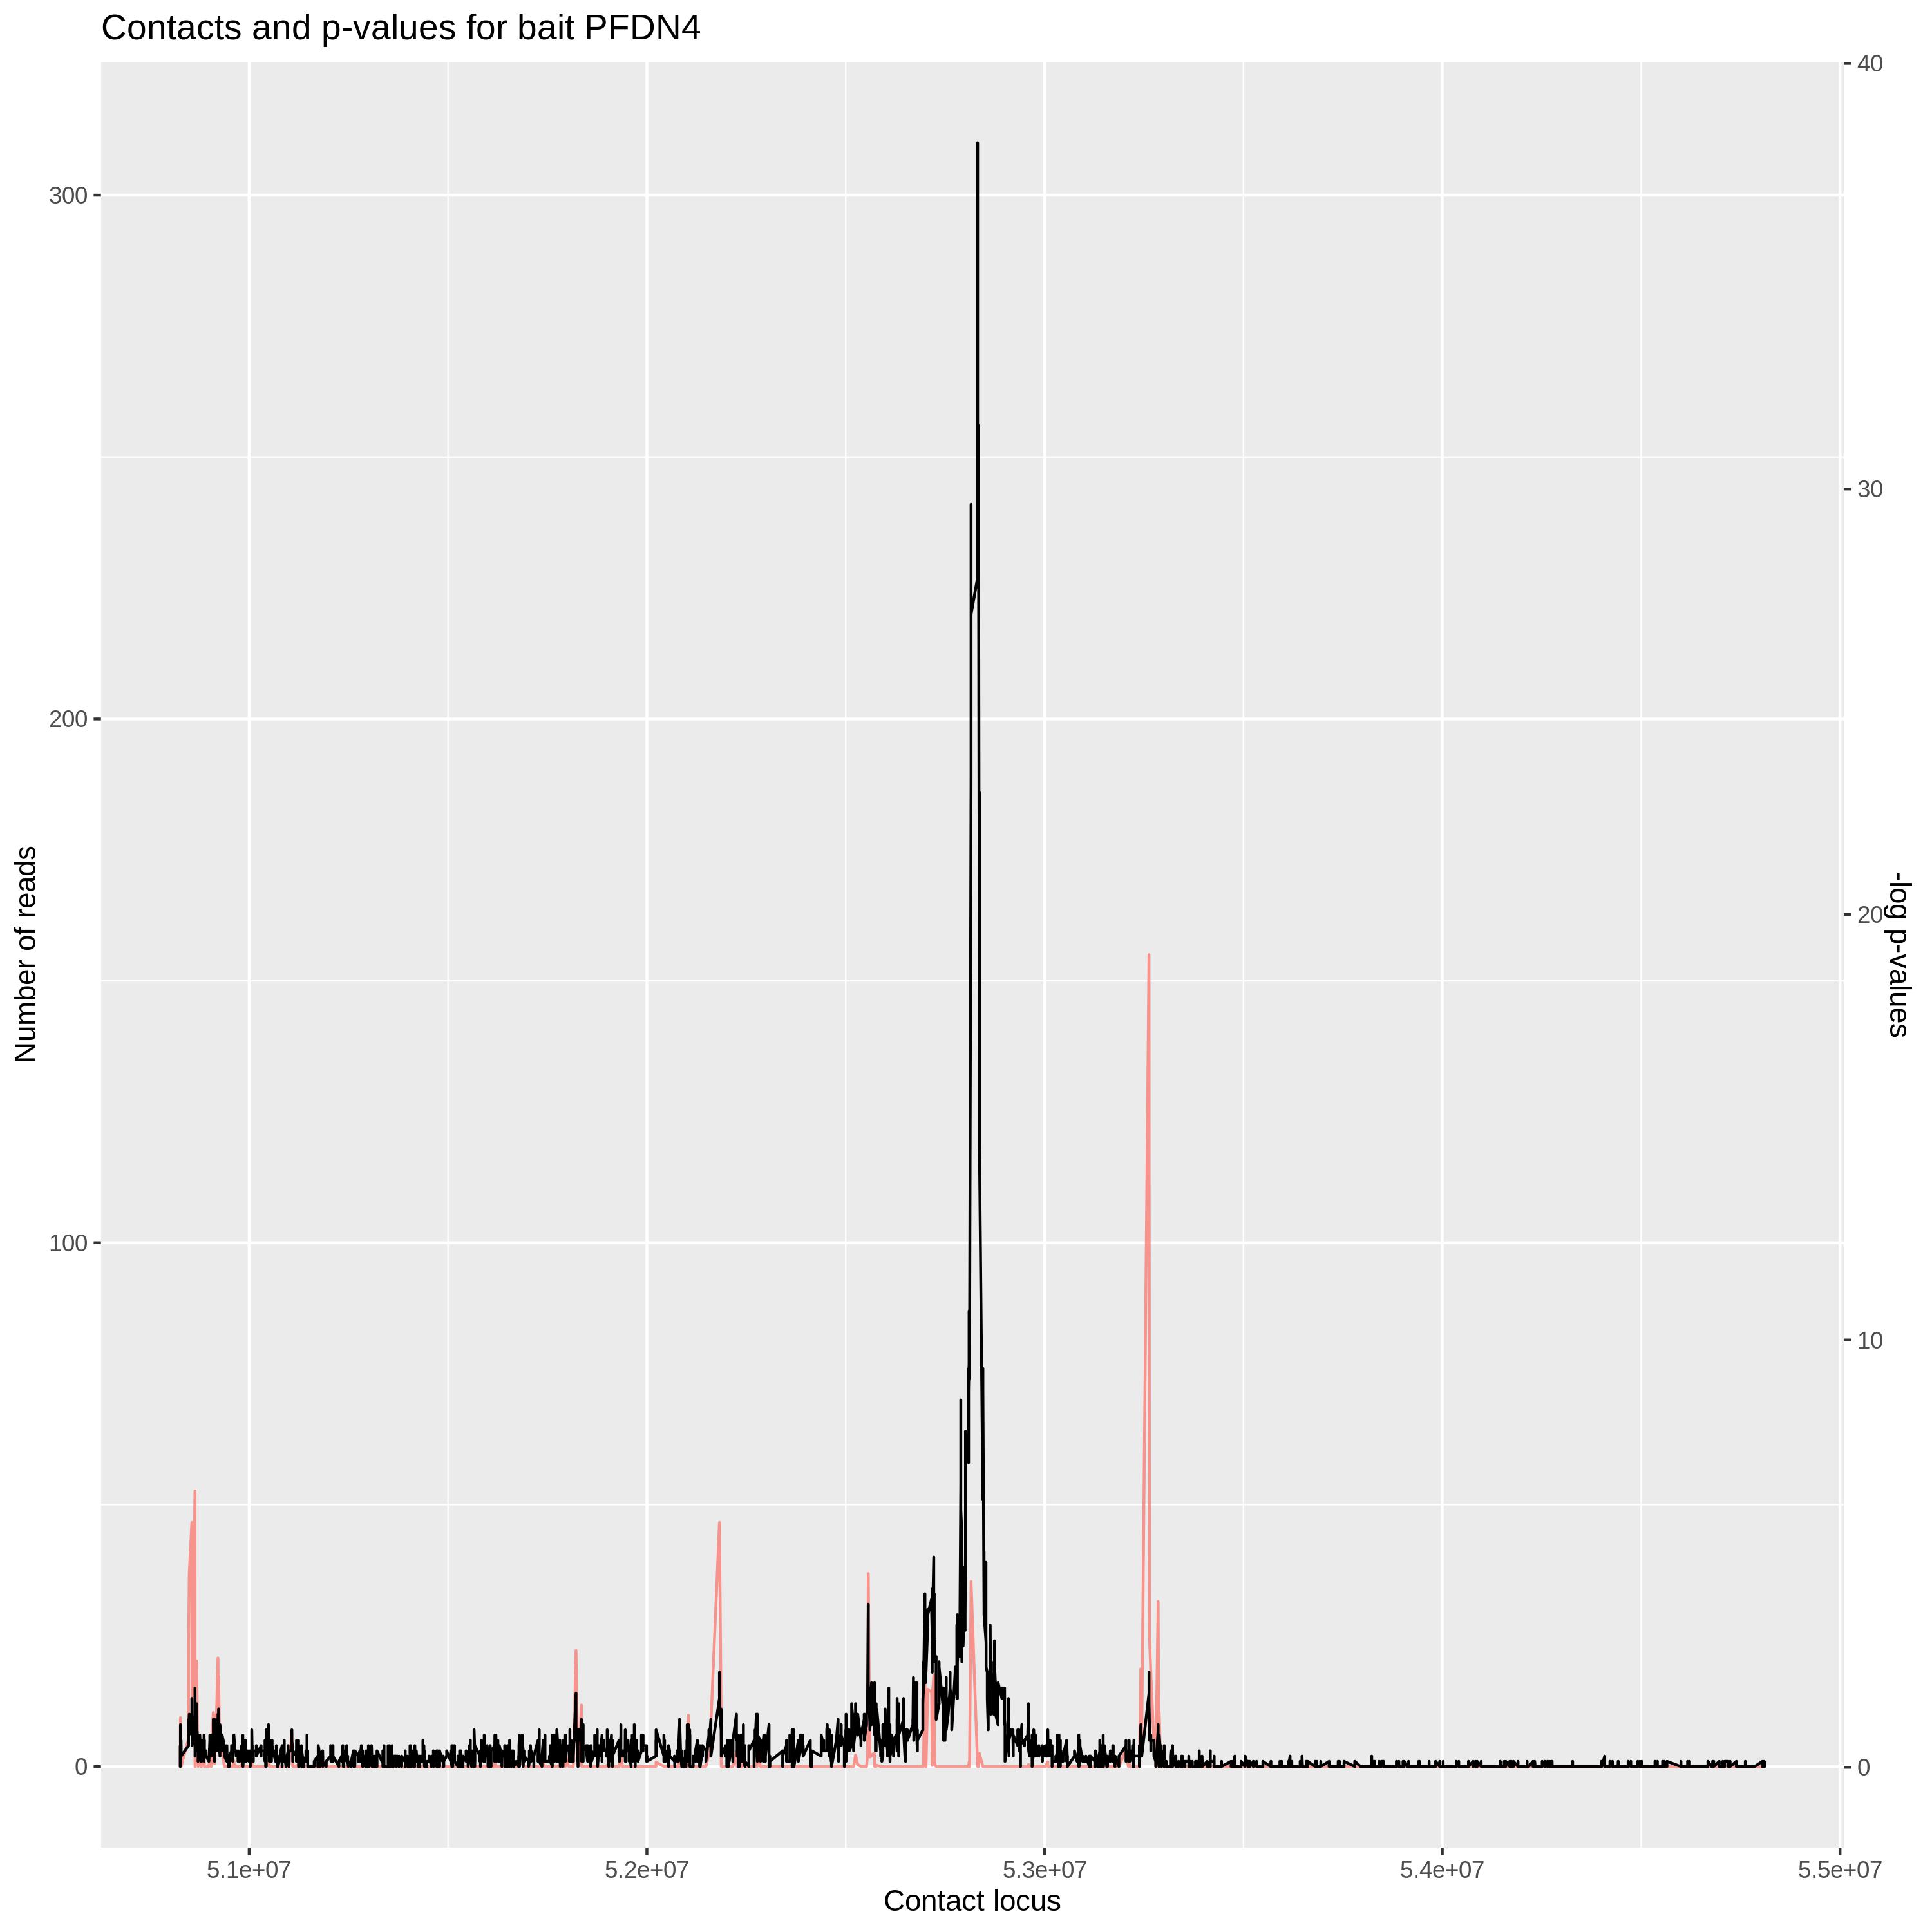 Contacts and p-values for bait PFDN4
40
300
30
200
Number of reads
20
-log p-values
100
10
0
0
5.1e+07
5.2e+07
5.3e+07
5.4e+07
5.5e+07
Contact locus